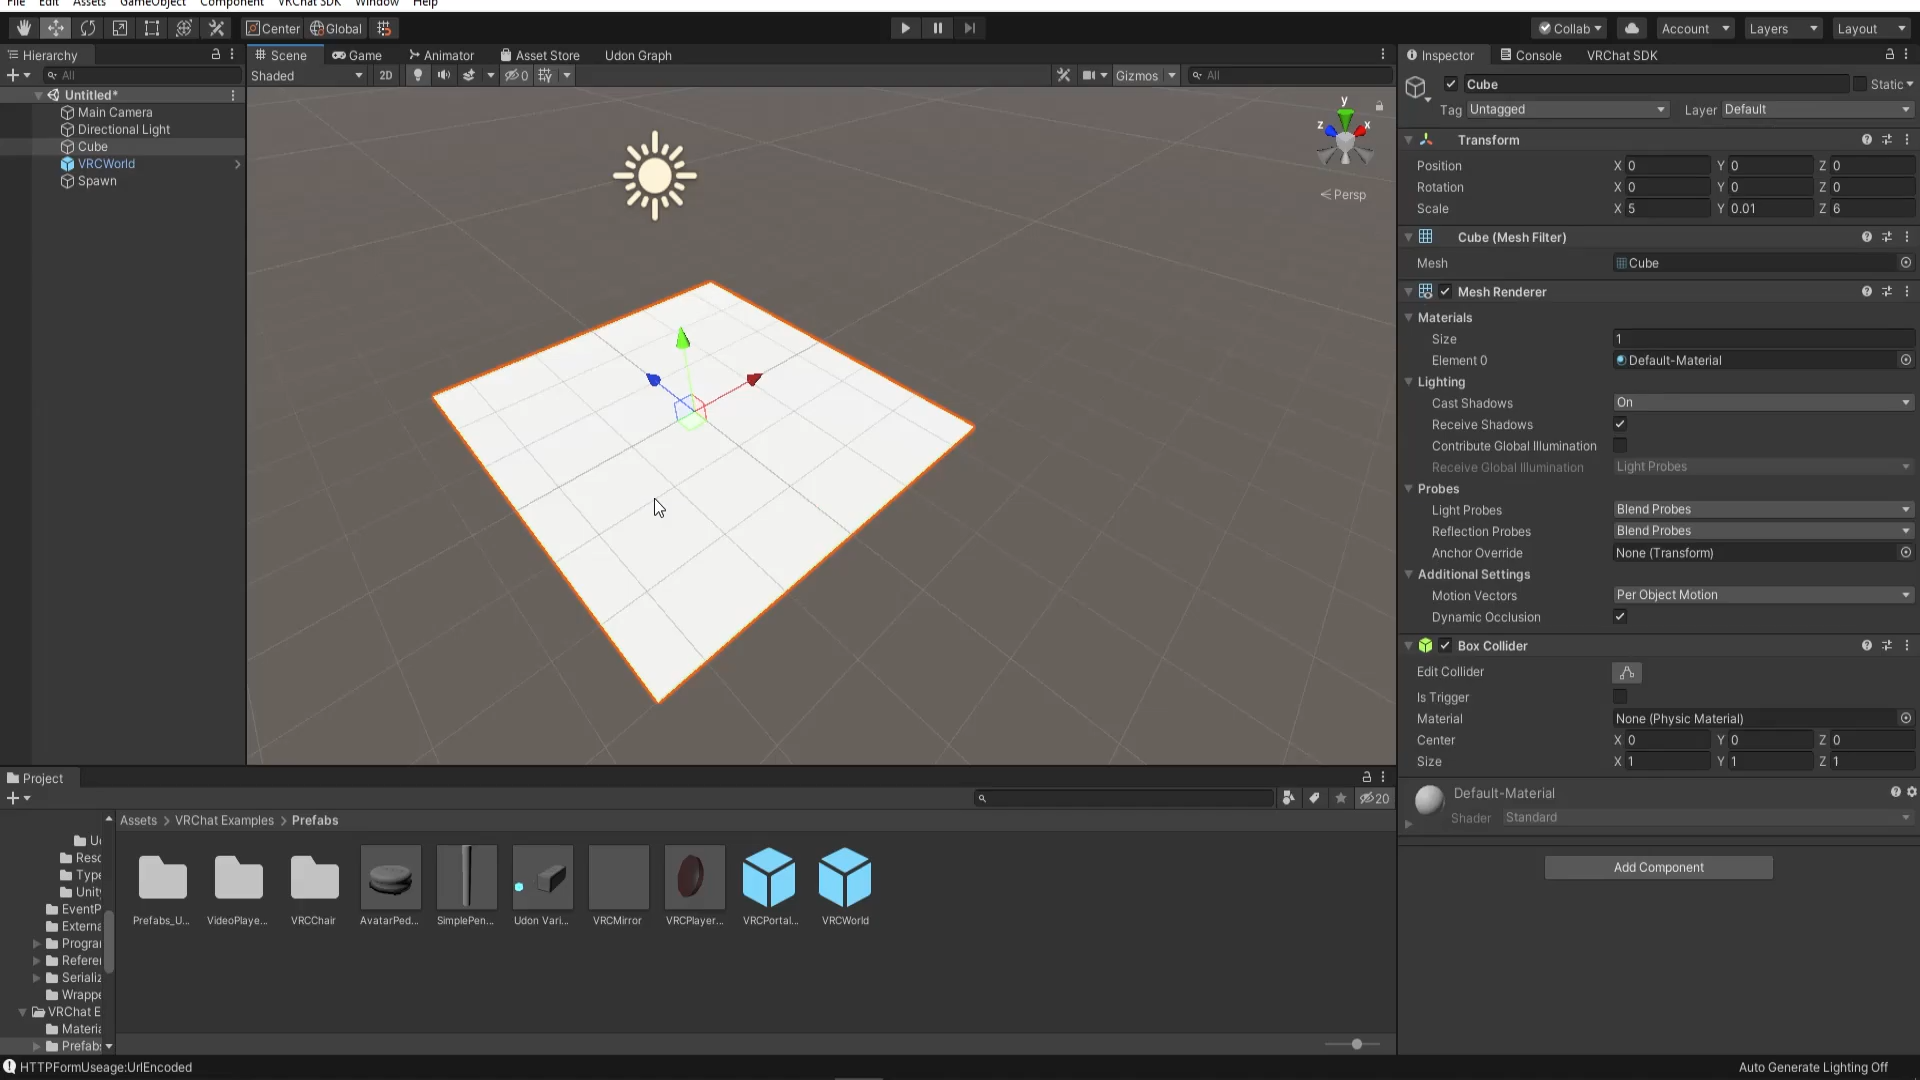 File Edit Assets GameObject Component VRChat SDK Window Help
Center Global Collab Account Layers Layout
Hierarchy
All
Untitled*
Main Camera
Directional Light
Cube
VRCWorld
Spawn
Scene Game Animator Asset Store Udon Graph
Shaded 2D 0 Gizmos All
y
z x
Persp
Inspector Console VRChat SDK
Cube Static
Tag Untagged Layer Default
Transform
Position X 0 Y 0 Z 0
Rotation X 0 Y 0 Z 0
Scale X 5 Y 0.01 Z 6
Cube (Mesh Filter)
Mesh Cube
Mesh Renderer
Materials
Size 1
Element 0 Default-Material
Lighting
Cast Shadows On
Receive Shadows
Contribute Global Illumination
Receive Global Illumination Light Probes
Probes
Light Probes Blend Probes
Reflection Probes Blend Probes
Anchor Override None (Transform)
Additional Settings
Motion Vectors Per Object Motion
Dynamic Occlusion
Box Collider
Edit Collider
Is Trigger
Material None (Physic Material)
Center X 0 Y 0 Z 0
Size X 1 Y 1 Z 1
Default-Material
Shader Standard
Add Component
Project
20
Assets > VRChat Examples > Prefabs
Reso
Type
Unity
EventP
Externa
Program
Referen
Serializ
Wrappe
VRChat E
Materia
Prefabs
Prefabs_U... VideoPlaye... VRCChair AvatarPed... SimplePen... Udon Vari... VRCMirror VRCPlayer... VRCPortal... VRCWorld
HTTPFormUseage:UrlEncoded
Auto Generate Lighting Off